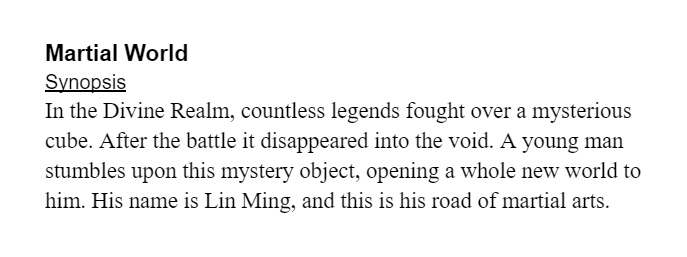 Martial World
Synopsis
In the Divine Realm, countless legends fought over a mysterious
cube. After the battle it disappeared into the void. A young man
stumbles upon this mystery object, opening a whole new world to
him. His name is Lin Ming, and this is his road of martial arts.